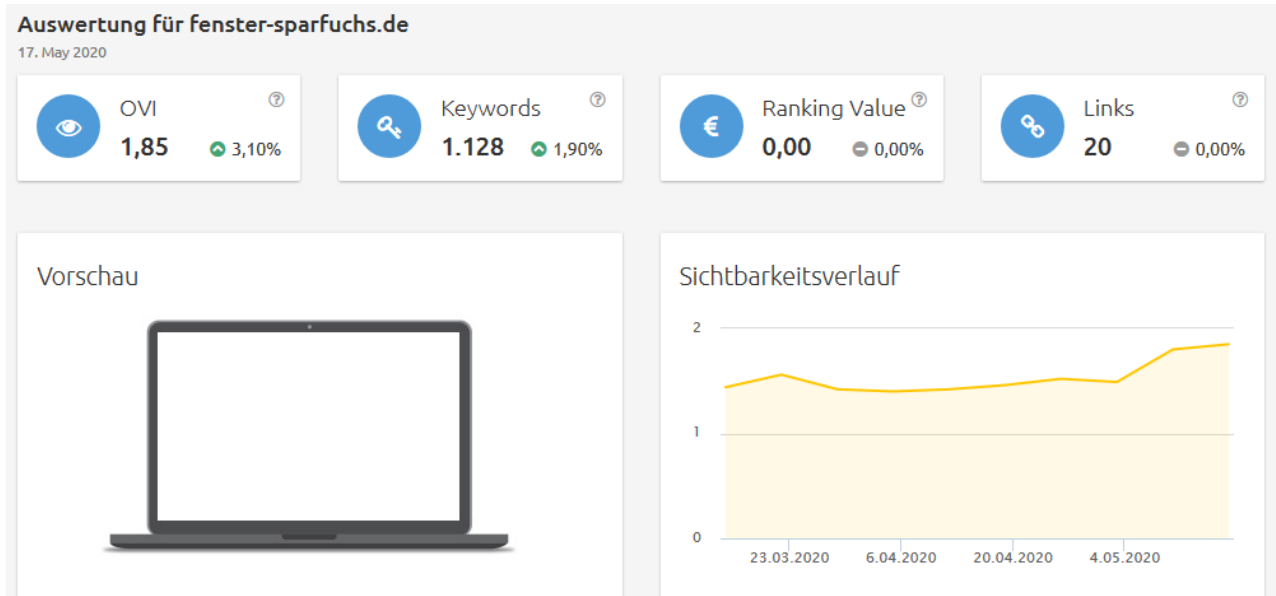 Auswertung für fenster-sparfuchs.de
17. May 2020
OVI
1,85 3,10%
Keywords
1.128 1,90%
Ranking Value
0,00 0,00%
Links
20 0,00%
Vorschau
Sichtbarkeitsverlauf
2
1
0
23.03.2020 6.04.2020 20.04.2020 4.05.2020